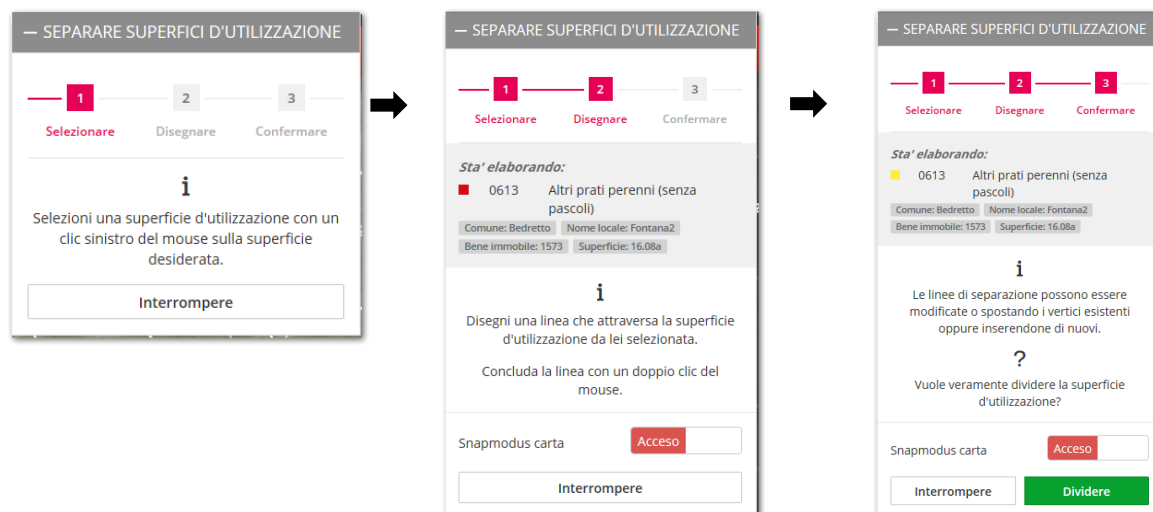 — SEPARARE SUPERFICI D'UTILIZZAZIONE
1 2 3
Selezionare Disegnare Confermare
i
Selezioni una superficie d'utilizzazione con un
clic sinistro del mouse sulla superficie
desiderata.
Interrompere
— SEPARARE SUPERFICI D'UTILIZZAZIONE
1 2 3
Selezionare Disegnare Confermare
Sta' elaborando:
0613 Altri prati perenni (senza
pascoli)
Comune: Bedretto Nome locale: Fontana2
Bene immobile: 1573 Superficie: 16.08a
i
Disegni una linea che attraversa la superficie
d'utilizzazione da lei selezionata.
Concluda la linea con un doppio clic del
mouse.
Snapmodus carta Acceso
Interrompere
— SEPARARE SUPERFICI D'UTILIZZAZIONE
1 2 3
Selezionare Disegnare Confermare
Sta' elaborando:
0613 Altri prati perenni (senza
pascoli)
Comune: Bedretto Nome locale: Fontana2
Bene immobile: 1573 Superficie: 16.08a
i
Le linee di separazione possono essere
modificate o spostando i vertici esistenti
oppure inserendone di nuovi.
?
Vuole veramente dividere la superficie
d'utilizzazione?
Snapmodus carta Acceso
Interrompere Dividere